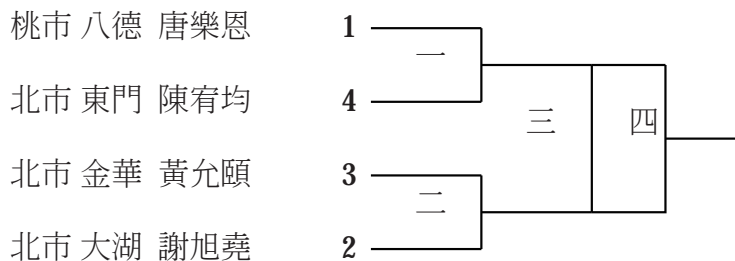 桃市 八德 唐樂恩 1
一
北市 東門 陳宥均 4
三 四
北市 金華 黃允頤 3
二
北市 大湖 謝旭堯 2